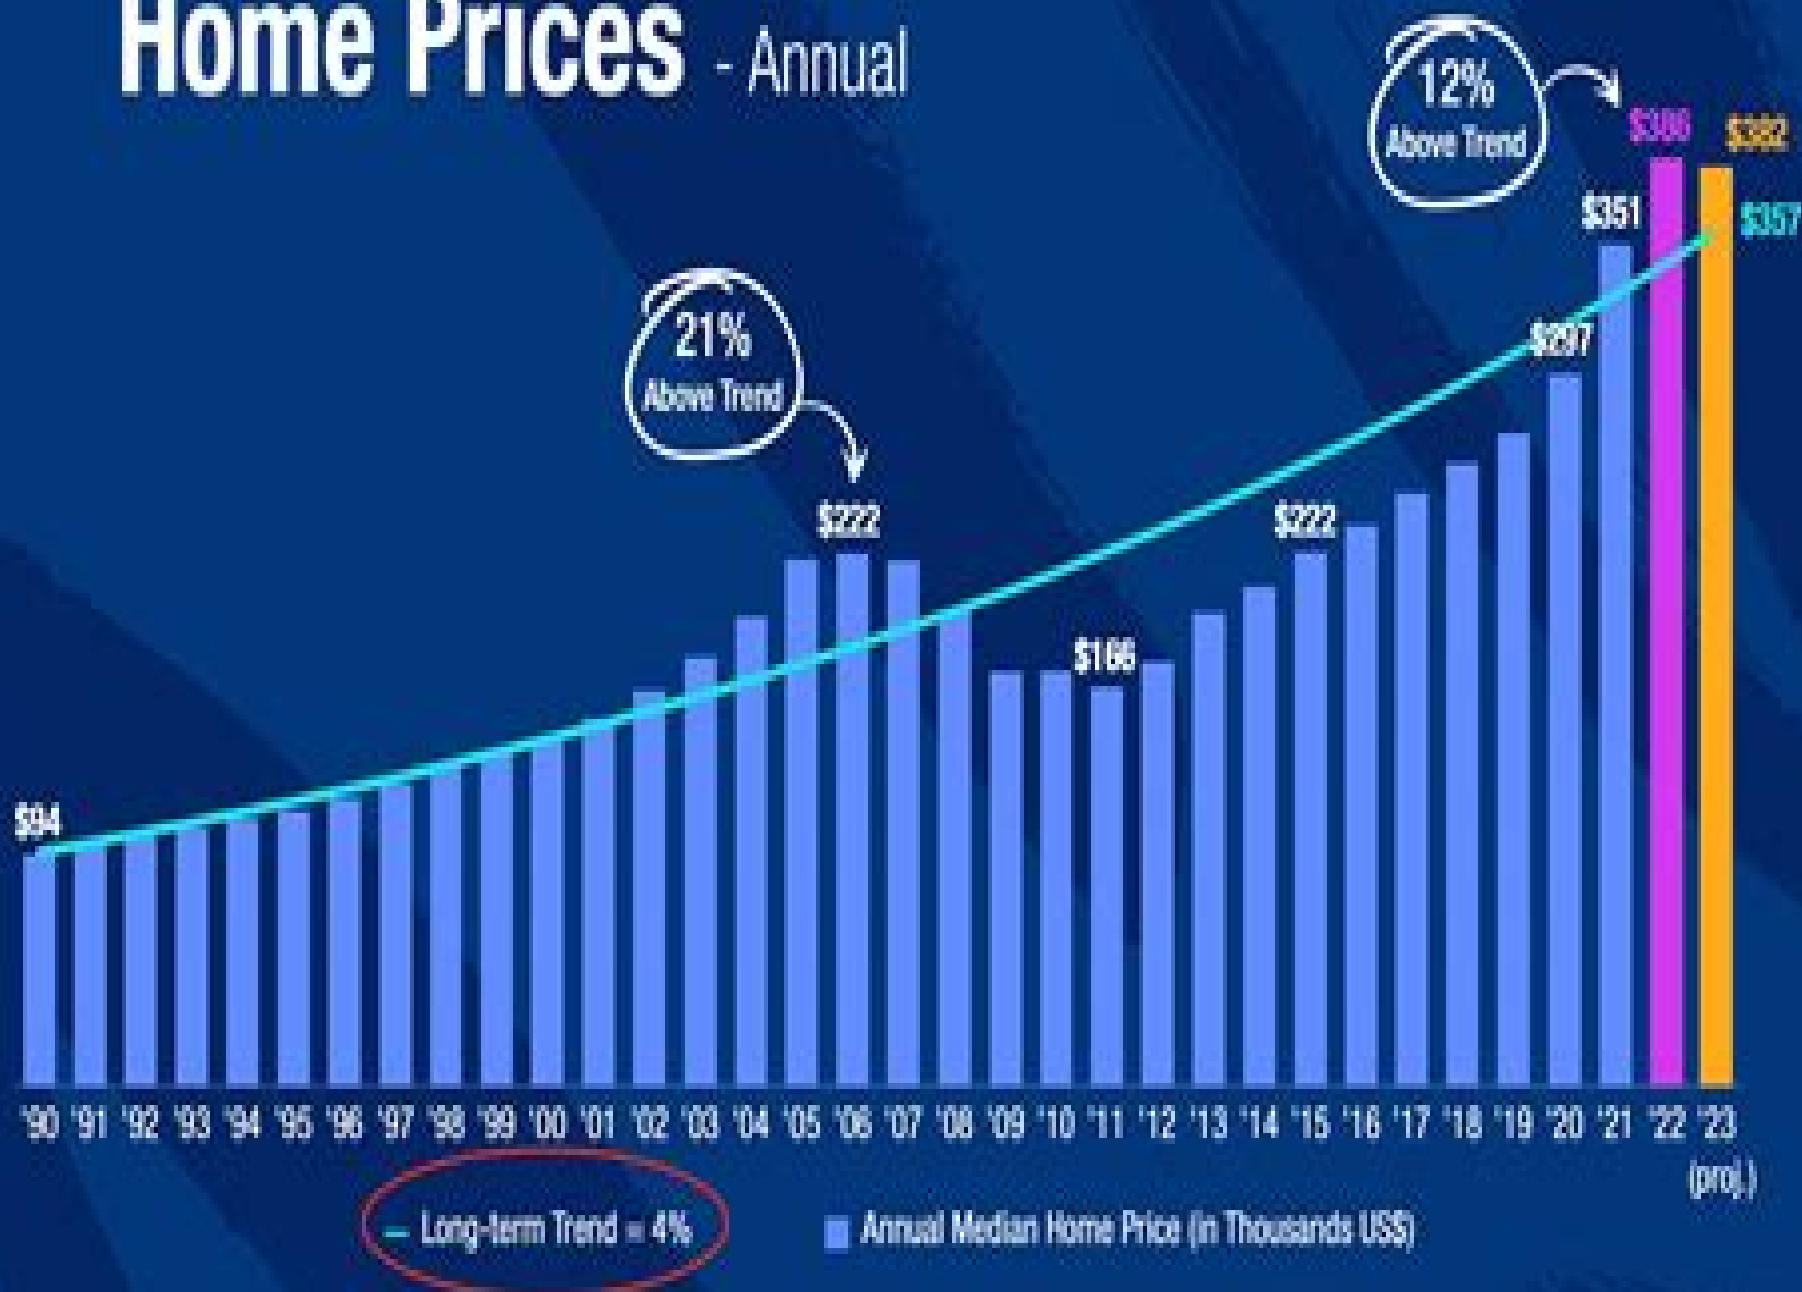 Home Prices - Annual
12%
Above Trend
$386
$382
$351
$357
21%
Above Trend
$297
$222
$222
$166
$94
'90 '91 '92 '93 '94 '95 '96 '97 '98 '99 '00 '01 '02 '03 '04 '05 '06 '07 '08 '09 '10 '11 '12 '13 '14 '15 '16 '17 '18 '19 '20 '21 '22 '23
(proj.)
Long-term Trend = 4%
Annual Median Home Price (in Thousands US$)